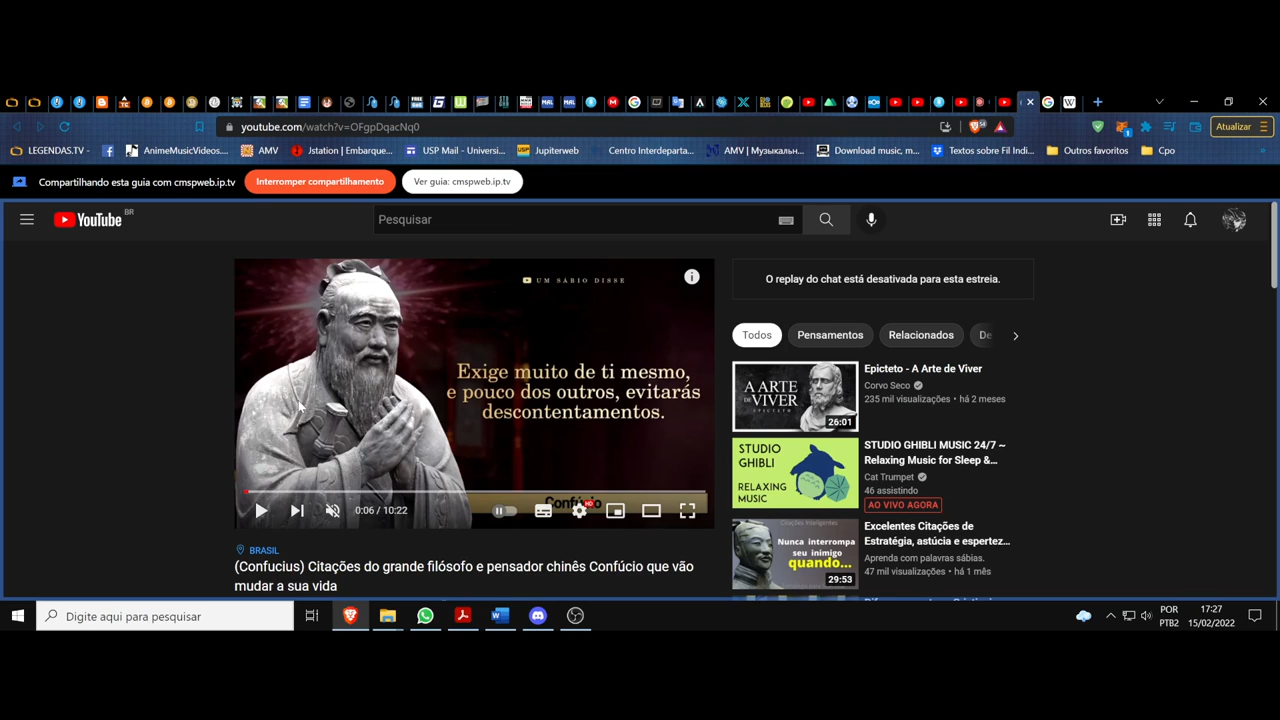 youtube.com/watch?v=OFgpDqacNq0
Atualizar
LEGENDAS.TV -
AnimeMusicVideos....
AMV
Jstation | Embarque...
USP Mail - Universi...
Jupiterweb
Centro Interdeparta...
AMV | Музыкальн...
Download music, m...
Textos sobre Fil Indi...
Outros favoritos
Cpo
Compartilhando esta guia com cmspweb.ip.tv
Interromper compartilhamento
Ver guia: cmspweb.ip.tv
YouTube BR
Pesquisar
UM SÁBIO DISSE
Exige muito de ti mesmo,
e pouco dos outros, evitarás
descontentamentos.
Confúcio
0:06 / 10:22
HD
BRASIL
(Confucius) Citações do grande filósofo e pensador chinês Confúcio que vão
mudar a sua vida
O replay do chat está desativada para esta estreia.
Todos
Pensamentos
Relacionados
De
A ARTE
DE VIVER
EPICTETO
26:01
Epicteto - A Arte de Viver
Corvo Seco
235 mil visualizações • há 2 meses
STUDIO
GHIBLI
RELAXING
MUSIC
STUDIO GHIBLI MUSIC 24/7 ~
Relaxing Music for Sleep &...
Cat Trumpet
46 assistindo
AO VIVO AGORA
Citações Inteligentes
Nunca interrompa
seu inimigo
quando...
29:53
Excelentes Citações de
Estratégia, astúcia e espertez...
Aprenda com palavras sábias.
47 mil visualizações • há 1 mês
Digite aqui para pesquisar
POR
PTB2
17:27
15/02/2022